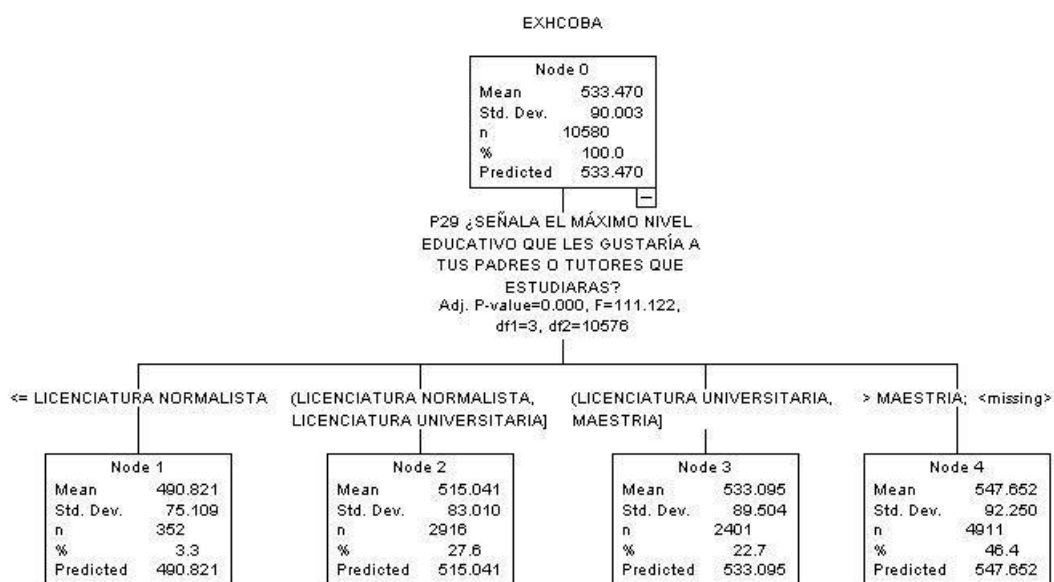 EXHCOBA
Node 0
Mean 533.470
Std. Dev. 90.003
n 10580
% 100.0
Predicted 533.470
P29 ¿SEÑALA EL MÁXIMO NIVEL
EDUCATIVO QUE LES GUSTARÍA A
TUS PADRES O TUTORES QUE
ESTUDIARAS?
Adj. P-value=0.000, F=111.122,
df1=3, df2=10576
<= LICENCIATURA NORMALISTA
(LICENCIATURA NORMALISTA,
LICENCIATURA UNIVERSITARIA]
(LICENCIATURA UNIVERSITARIA,
MAESTRIA]
> MAESTRIA; <missing>
Node 1
Mean 490.821
Std. Dev. 75.109
n 352
% 3.3
Predicted 490.821
Node 2
Mean 515.041
Std. Dev. 83.010
n 2916
% 27.6
Predicted 515.041
Node 3
Mean 533.095
Std. Dev. 89.504
n 2401
% 22.7
Predicted 533.095
Node 4
Mean 547.652
Std. Dev. 92.250
n 4911
% 46.4
Predicted 547.652